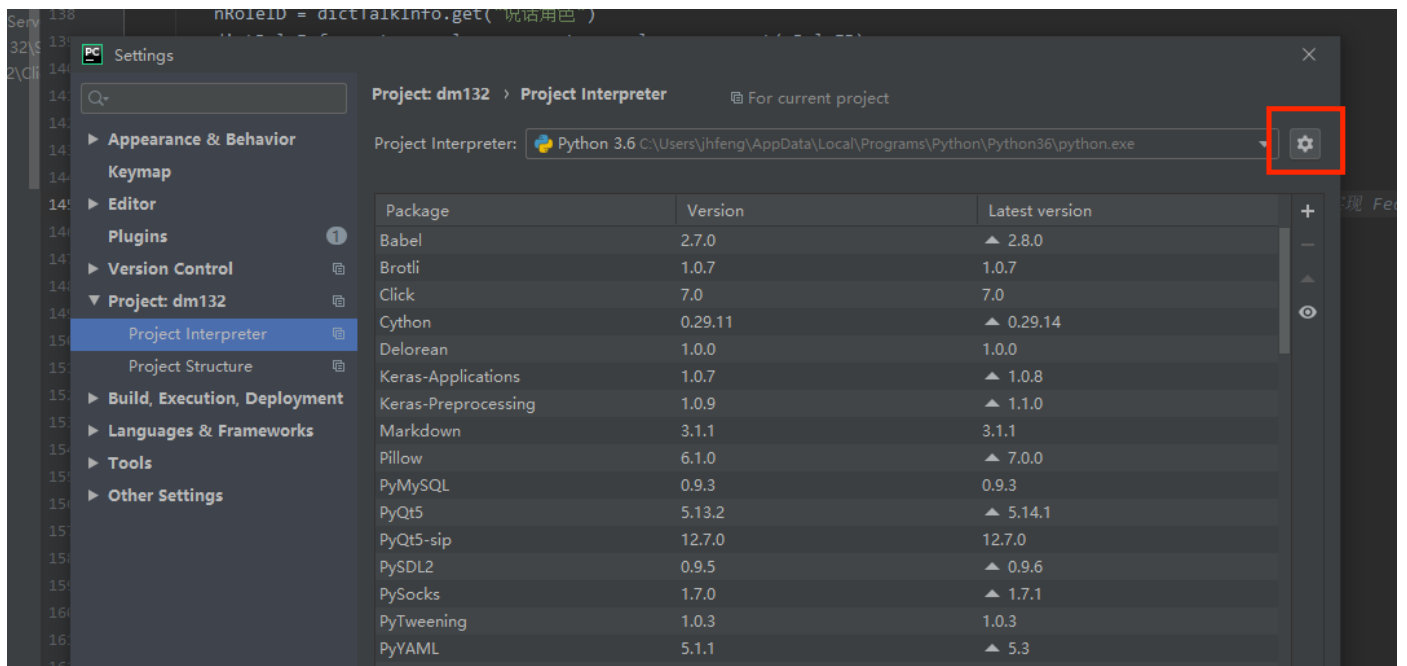 138 nRoleID = dictTalkInfo.get("说话角色")
Serv
32\S
PC Settings
2\Cli
Project: dm132 › Project Interpreter For current project
Appearance & Behavior
Keymap
Editor
Plugins 1
Version Control
Project: dm132
Project Interpreter
Project Structure
Build, Execution, Deployment
Languages & Frameworks
Tools
Other Settings
Project Interpreter: Python 3.6 C:\Users\jhfeng\AppData\Local\Programs\Python\Python36\python.exe
Package Version Latest version
Babel 2.7.0 2.8.0
Brotli 1.0.7 1.0.7
Click 7.0 7.0
Cython 0.29.11 0.29.14
Delorean 1.0.0 1.0.0
Keras-Applications 1.0.7 1.0.8
Keras-Preprocessing 1.0.9 1.1.0
Markdown 3.1.1 3.1.1
Pillow 6.1.0 7.0.0
PyMySQL 0.9.3 0.9.3
PyQt5 5.13.2 5.14.1
PyQt5-sip 12.7.0 12.7.0
PySDL2 0.9.5 0.9.6
PySocks 1.7.0 1.7.1
PyTweening 1.0.3 1.0.3
PyYAML 5.1.1 5.3